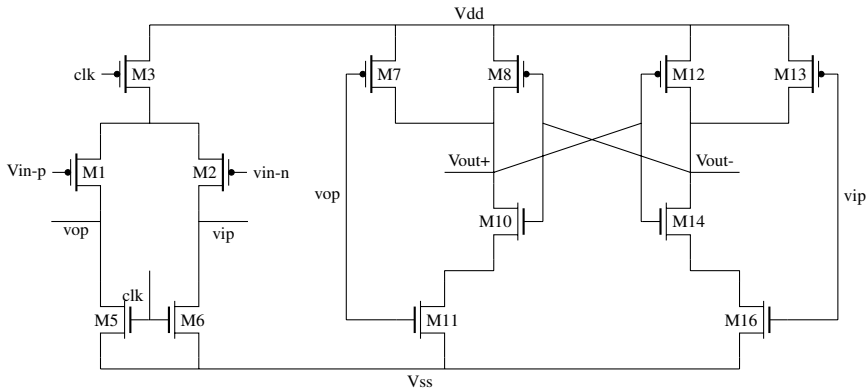 Vdd
clk
M3
M7
M8
M12
M13
Vin-p
M1
M2
vin-n
Vout+
Vout-
vop
vip
vop
vip
M10
M14
clk
M5
M6
M11
M16
Vss